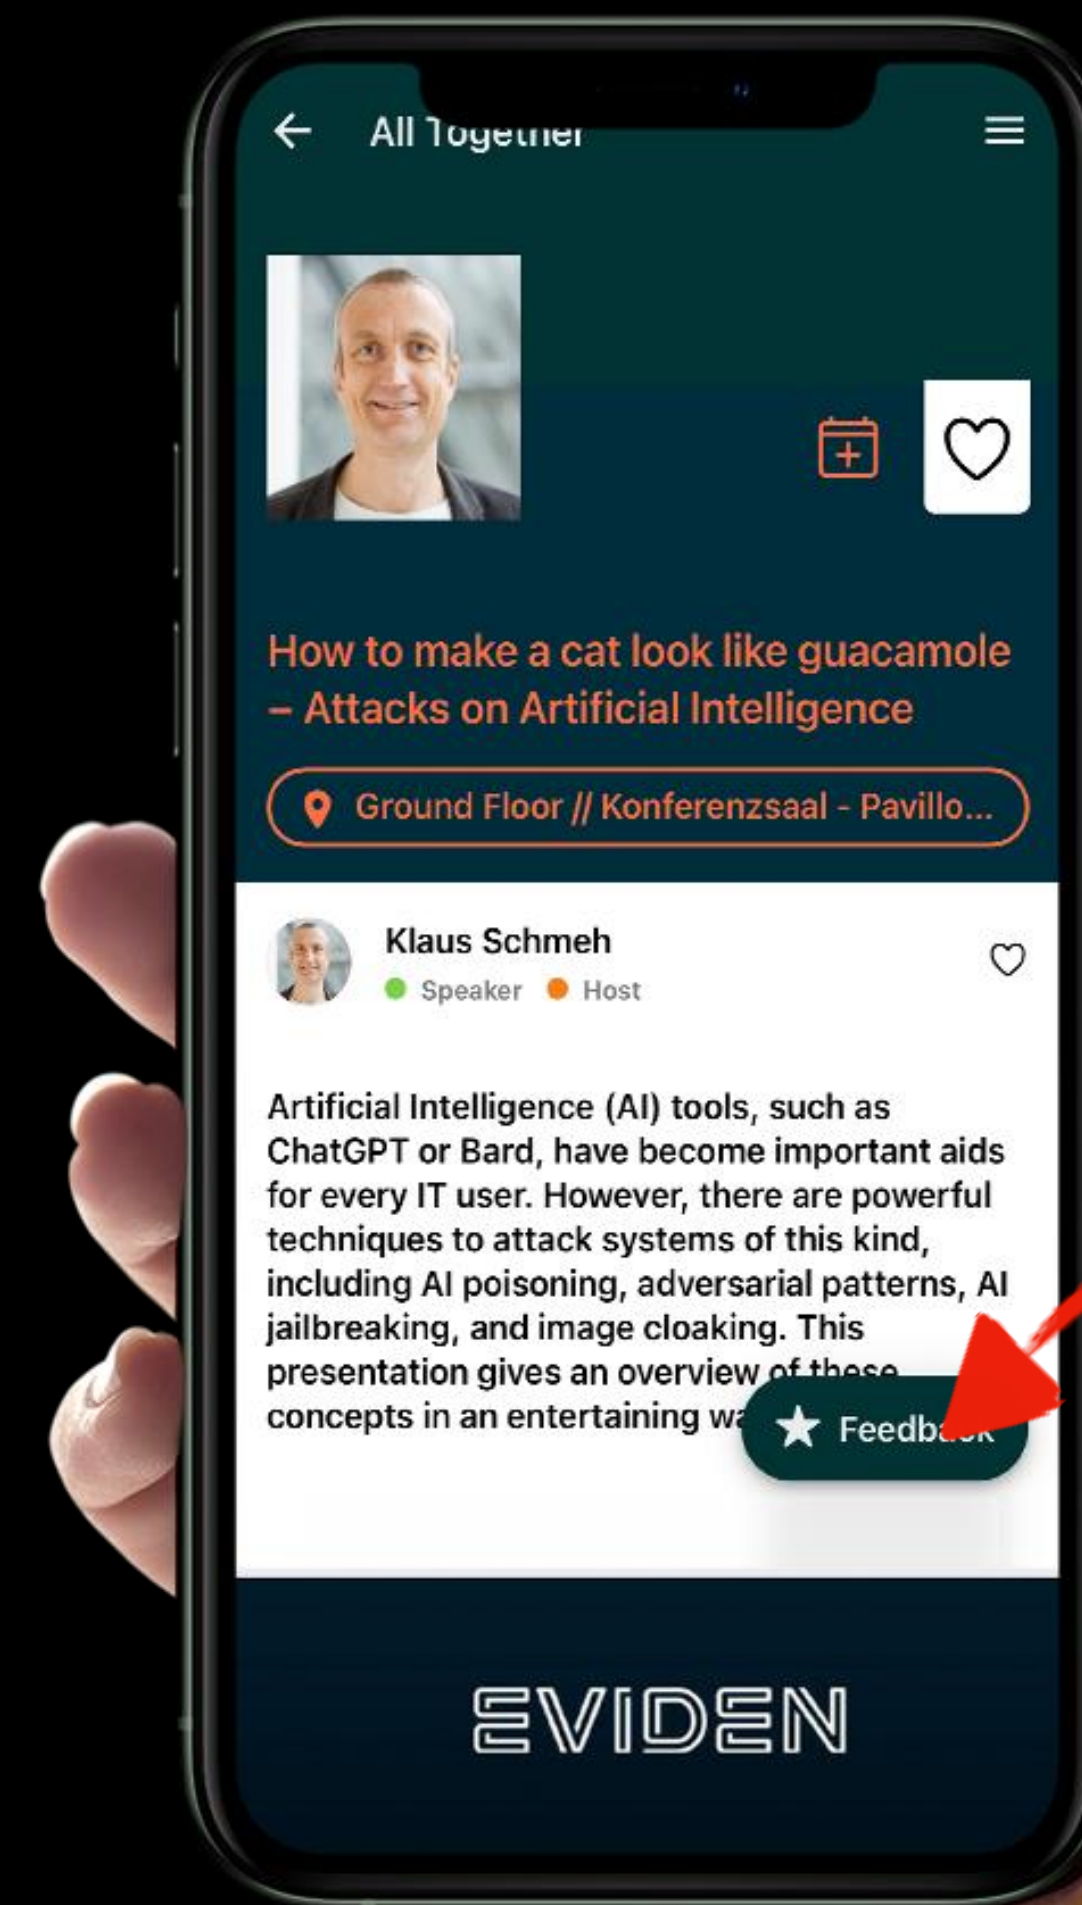 All Together
How to make a cat look like guacamole
– Attacks on Artificial Intelligence
Ground Floor // Konferenzsaal - Pavillo...
Klaus Schmeh
Speaker Host
Artificial Intelligence (AI) tools, such as
ChatGPT or Bard, have become important aids
for every IT user. However, there are powerful
techniques to attack systems of this kind,
including AI poisoning, adversarial patterns, AI
jailbreaking, and image cloaking. This
presentation gives an overview of these
concepts in an entertaining
Feedback
EVIDEN